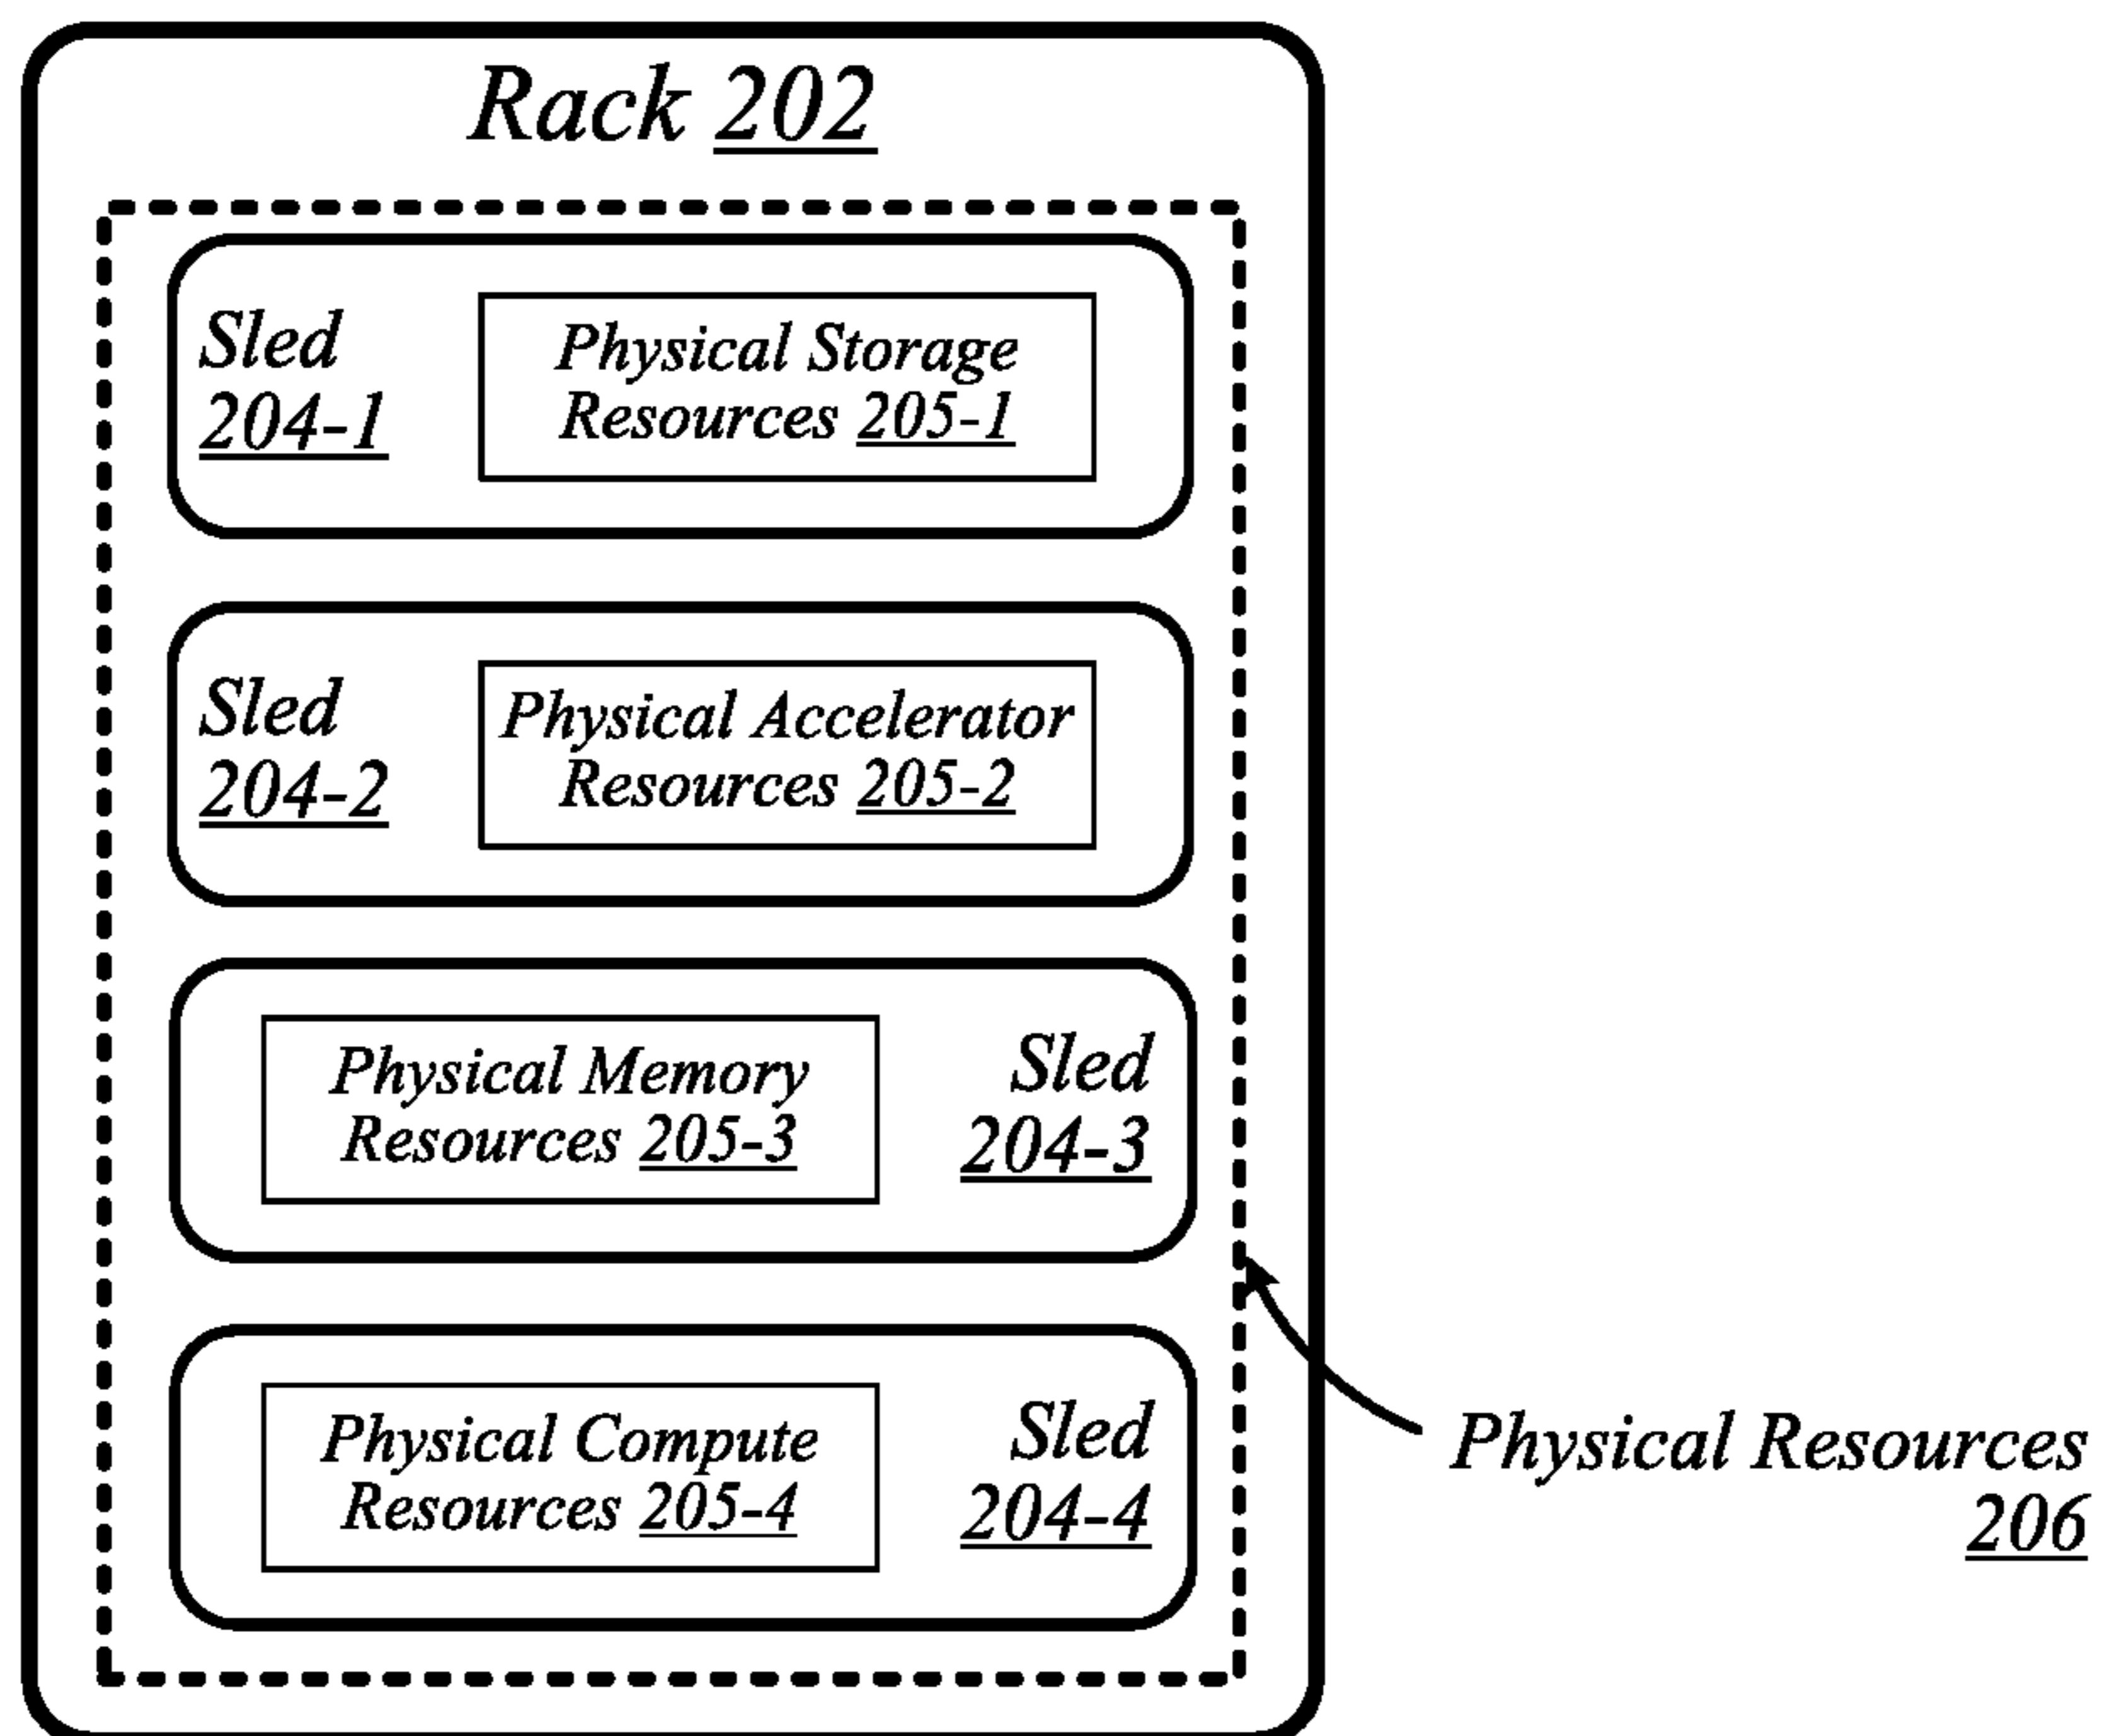 Rack 202
Sled
204-1
Physical Storage
Resources 205-1
Sled
204-2
Physical Accelerator
Resources 205-2
Physical Memory
Resources 205-3
Sled
204-3
Physical Compute
Resources 205-4
Sled
204-4
Physical Resources
206